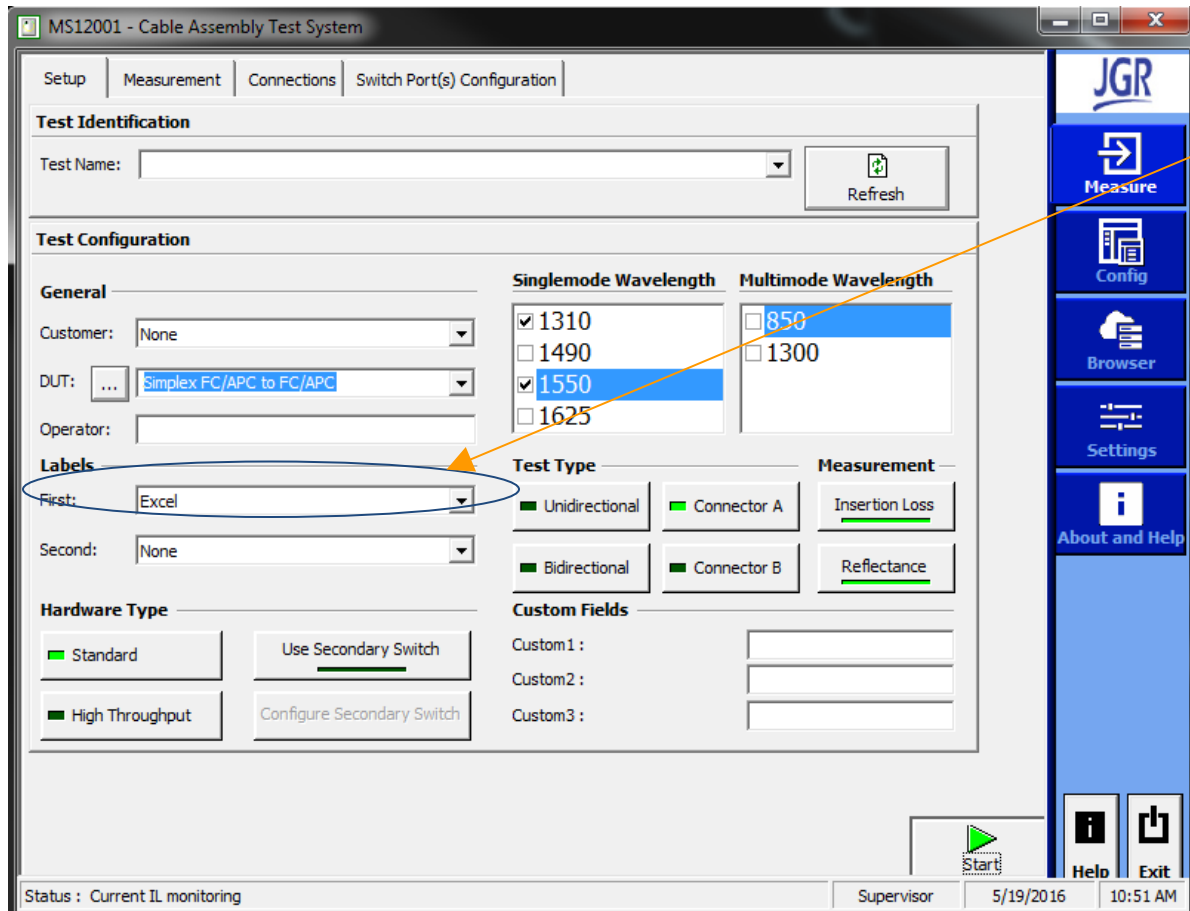 MS12001 - Cable Assembly Test System
Setup
Measurement
Connections
Switch Port(s) Configuration
Test Identification
Test Name:
Refresh
Test Configuration
General
Customer:
None
DUT:
...
Simplex FC/APC to FC/APC
Operator:
Labels
First:
Excel
Second:
None
Hardware Type
Standard
Use Secondary Switch
High Throughput
Configure Secondary Switch
Singlemode Wavelength
1310
1490
1550
1625
Multimode Wavelength
850
1300
Test Type
Unidirectional
Connector A
Bidirectional
Connector B
Measurement
Insertion Loss
Reflectance
Custom Fields
Custom1 :
Custom2 :
Custom3 :
Start
JGR
Measure
Config
Browser
Settings
About and Help
Help
Exit
Status : Current IL monitoring
Supervisor
5/19/2016
10:51 AM